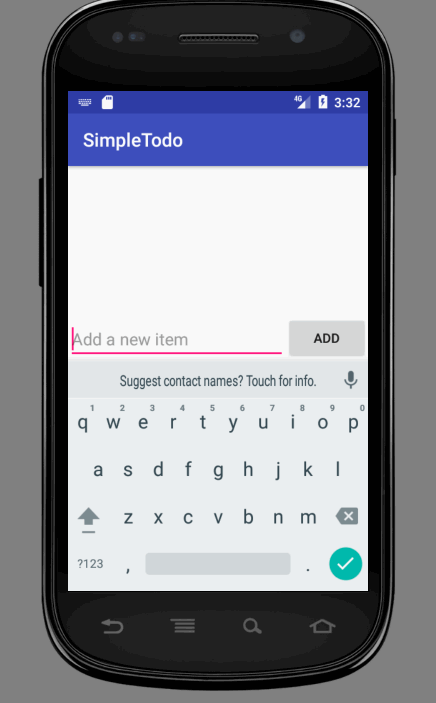 4G 3:32
SimpleTodo
Add a new item ADD
Suggest contact names? Touch for info.
1 2 3 4 5 6 7 8 9 0
q w e r t y u i o p
a s d f g h j k l
z x c v b n m
?123 , .